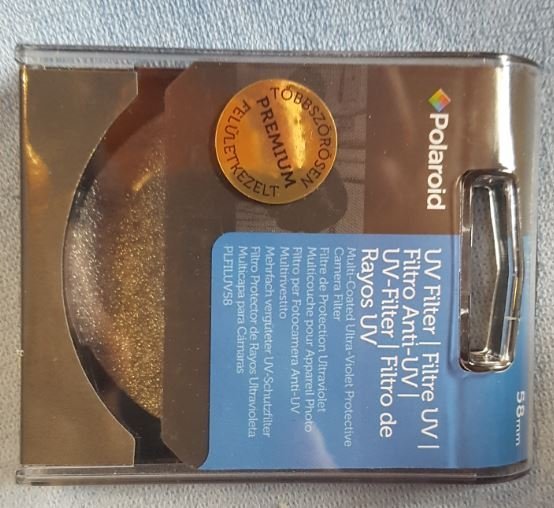 Polaroid
58mm
TÖBBSZÖRÖSEN
PREMIUM
FELÜLETKEZELT
UV Filter | Filtre UV |
Filtro Anti-UV |
UV-Filter | Filtro de
Rayos UV
Multi-Coated Ultra-Violet Protective
Camera Filter
Filtre de Protection Ultraviolet
Multicouche pour Appareil Photo
Filtro per Fotocamera Anti-UV
Multirivestito
Mehrfach vergüteter UV-Schutzfilter
Filtro Protector de Rayos Ultravioleta
Multicapa para Cámaras
PLFILUV58